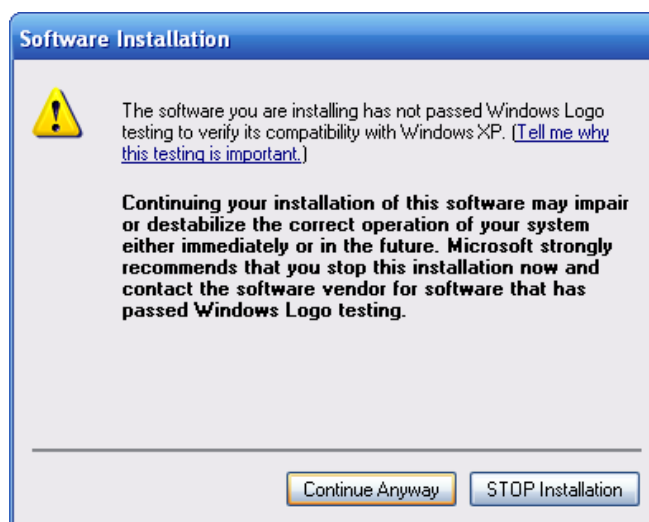 Software Installation
The software you are installing has not passed Windows Logo
testing to verify its compatibility with Windows XP. (Tell me why
this testing is important.)
Continuing your installation of this software may impair
or destabilize the correct operation of your system
either immediately or in the future. Microsoft strongly
recommends that you stop this installation now and
contact the software vendor for software that has
passed Windows Logo testing.
Continue Anyway STOP Installation